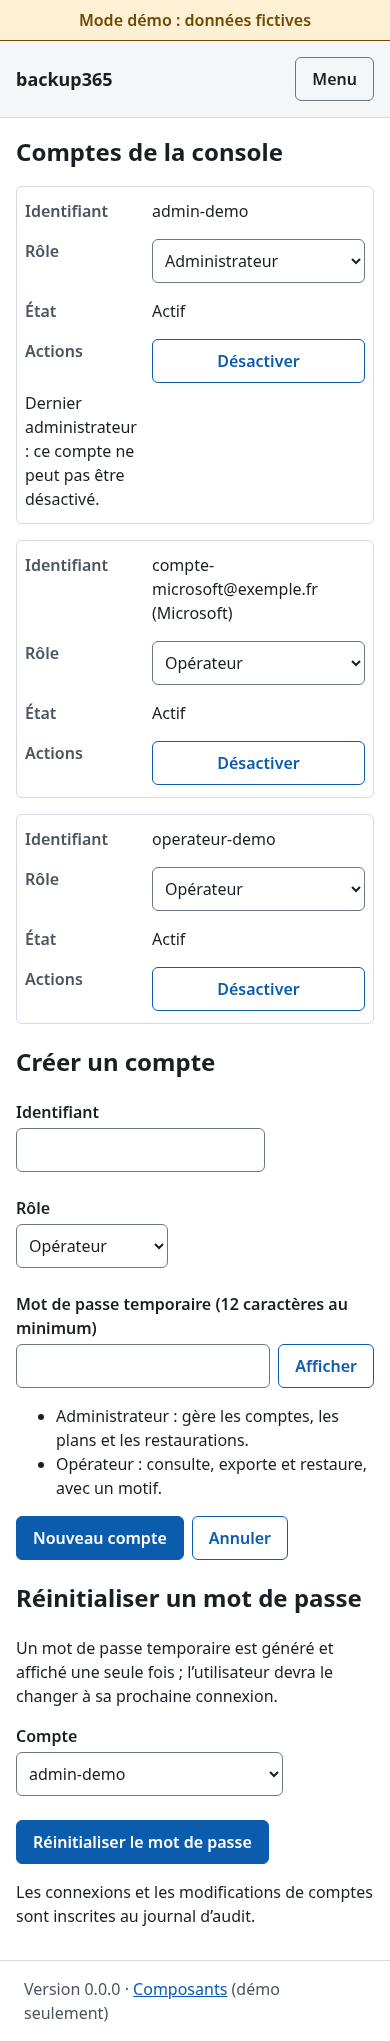 Mode démo : données fictives
backup365
Menu
Comptes de la console
Identifiant
admin-demo
Rôle
Administrateur
État
Actif
Actions
Désactiver
Dernier
administrateur
: ce compte ne
peut pas être
désactivé.
Identifiant
compte-
microsoft@exemple.fr
(Microsoft)
Rôle
Opérateur
État
Actif
Actions
Désactiver
Identifiant
operateur-demo
Rôle
Opérateur
État
Actif
Actions
Désactiver
Créer un compte
Identifiant
Rôle
Opérateur
Mot de passe temporaire (12 caractères au
minimum)
Afficher
Administrateur : gère les comptes, les
plans et les restaurations.
Opérateur : consulte, exporte et restaure,
avec un motif.
Nouveau compte
Annuler
Réinitialiser un mot de passe
Un mot de passe temporaire est généré et
affiché une seule fois ; l’utilisateur devra le
changer à sa prochaine connexion.
Compte
admin-demo
Réinitialiser le mot de passe
Les connexions et les modifications de comptes
sont inscrites au journal d’audit.
Version 0.0.0 · Composants (démo
seulement)